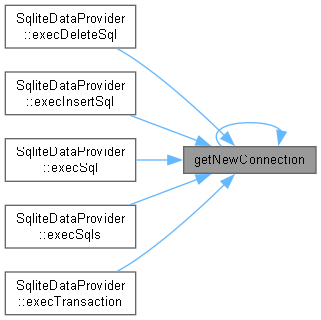 SqliteDataProvider
::execDeleteSql
SqliteDataProvider
::execInsertSql
SqliteDataProvider
::execSql
getNewConnection
SqliteDataProvider
::execSqls
SqliteDataProvider
::execTransaction